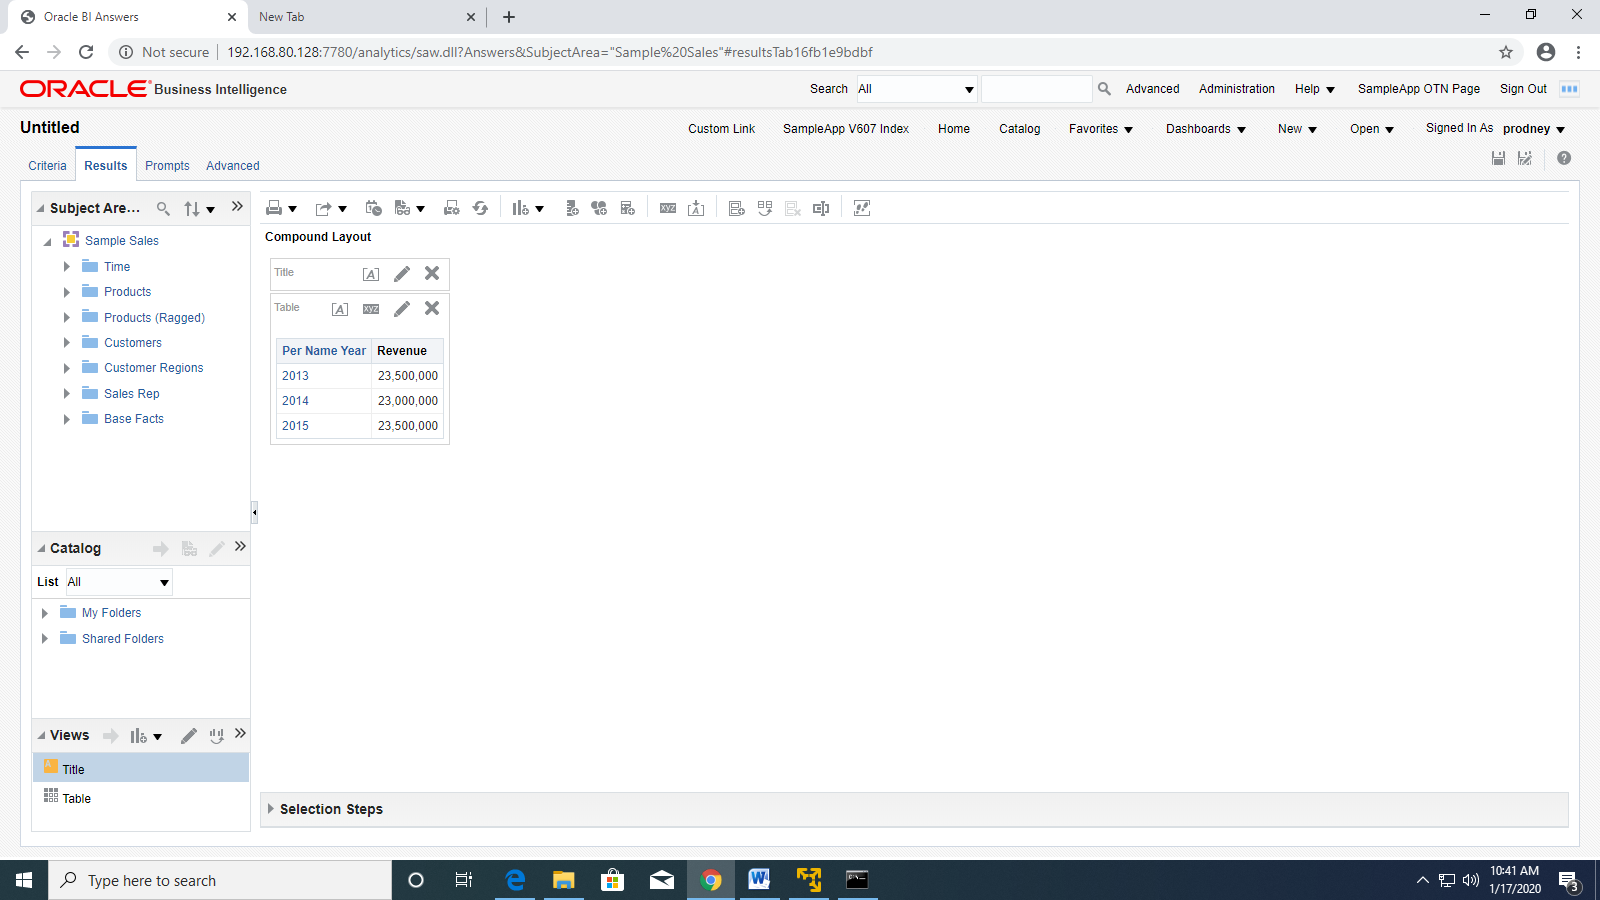 Oracle BI Answers
New Tab
Not secure
192.168.80.128:7780/analytics/saw.dll?Answers&SubjectArea="Sample%20Sales"#resultsTab16fb1e9bdbf
ORACLE Business Intelligence
Search All Advanced Administration Help SampleApp OTN Page Sign Out
Untitled
Custom Link SampleApp V607 Index Home Catalog Favorites Dashboards New Open Signed In As prodney
Criteria Results Prompts Advanced
Subject Are...
Sample Sales
Time
Products
Products (Ragged)
Customers
Customer Regions
Sales Rep
Base Facts
Compound Layout
Title
Table
Per Name Year Revenue
2013 23,500,000
2014 23,000,000
2015 23,500,000
Catalog
List All
My Folders
Shared Folders
Views
Title
Table
Selection Steps
Type here to search
10:41 AM
1/17/2020
3